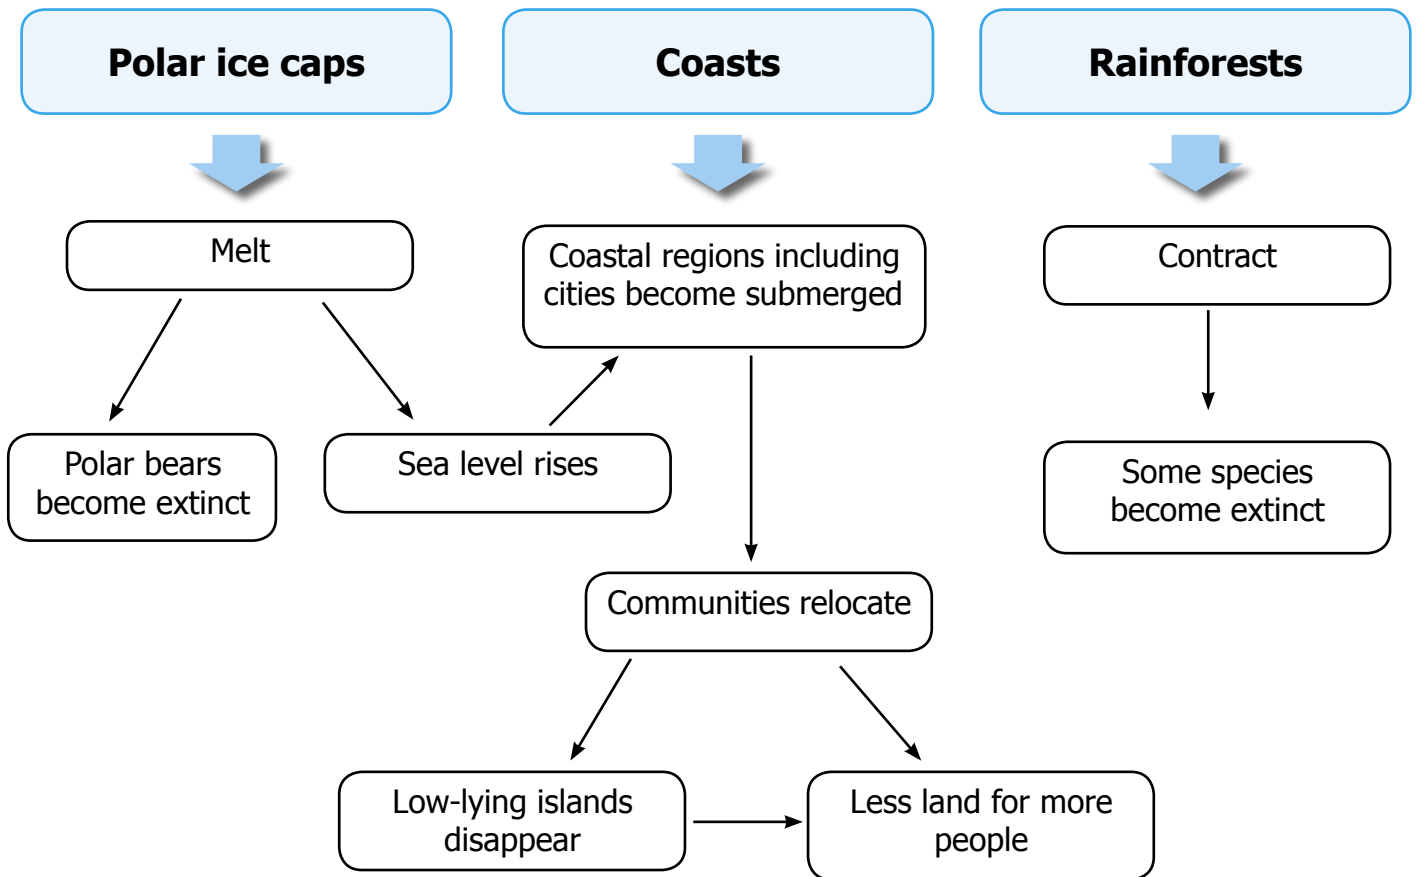 Polar ice caps
Coasts
Rainforests
Melt
Coastal regions including
cities become submerged
Contract
Polar bears
become extinct
Sea level rises
Some species
become extinct
Communities relocate
Low-lying islands
disappear
Less land for more
people